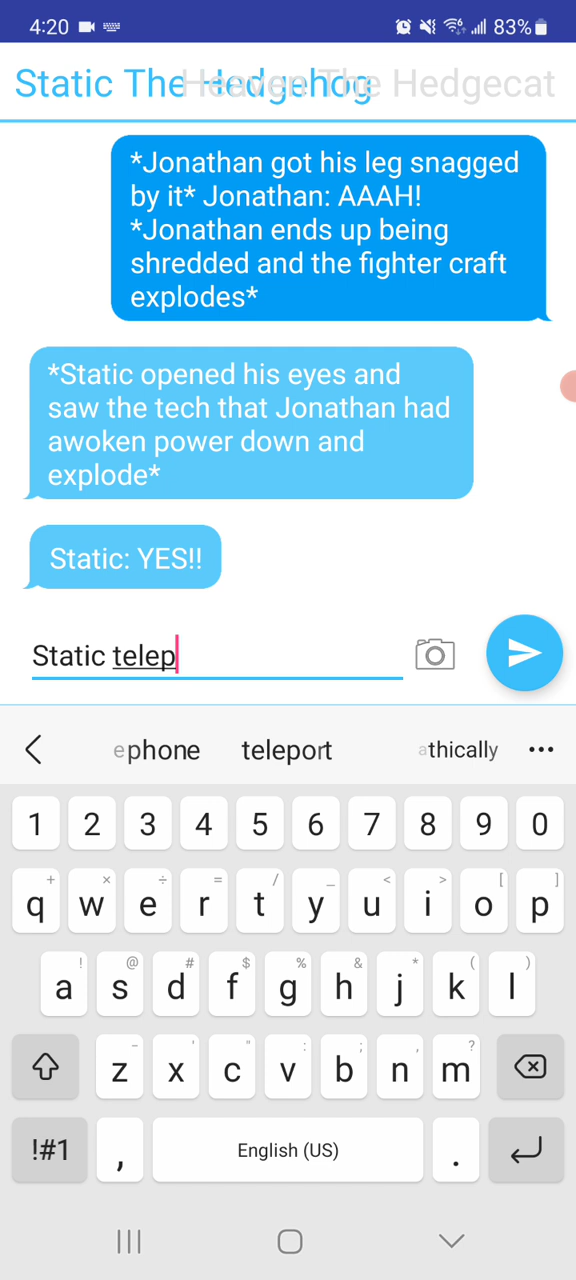 4:20 83%
Static The Hedgehog Heaven The Hedgecat
*Jonathan got his leg snagged
by it* Jonathan: AAAH!
*Jonathan ends up being
shredded and the fighter craft
explodes*
*Static opened his eyes and
saw the tech that Jonathan had
awoken power down and
explode*
Static: YES!!
Static telep
ephone teleport athically
1 2 3 4 5 6 7 8 9 0
+ × ÷ = / _ < > [ ]
q w e r t y u i o p
! @ # $ % & * ( )
a s d f g h j k l
- ' " : ; , ?
z x c v b n m
!#1 , English (US) .